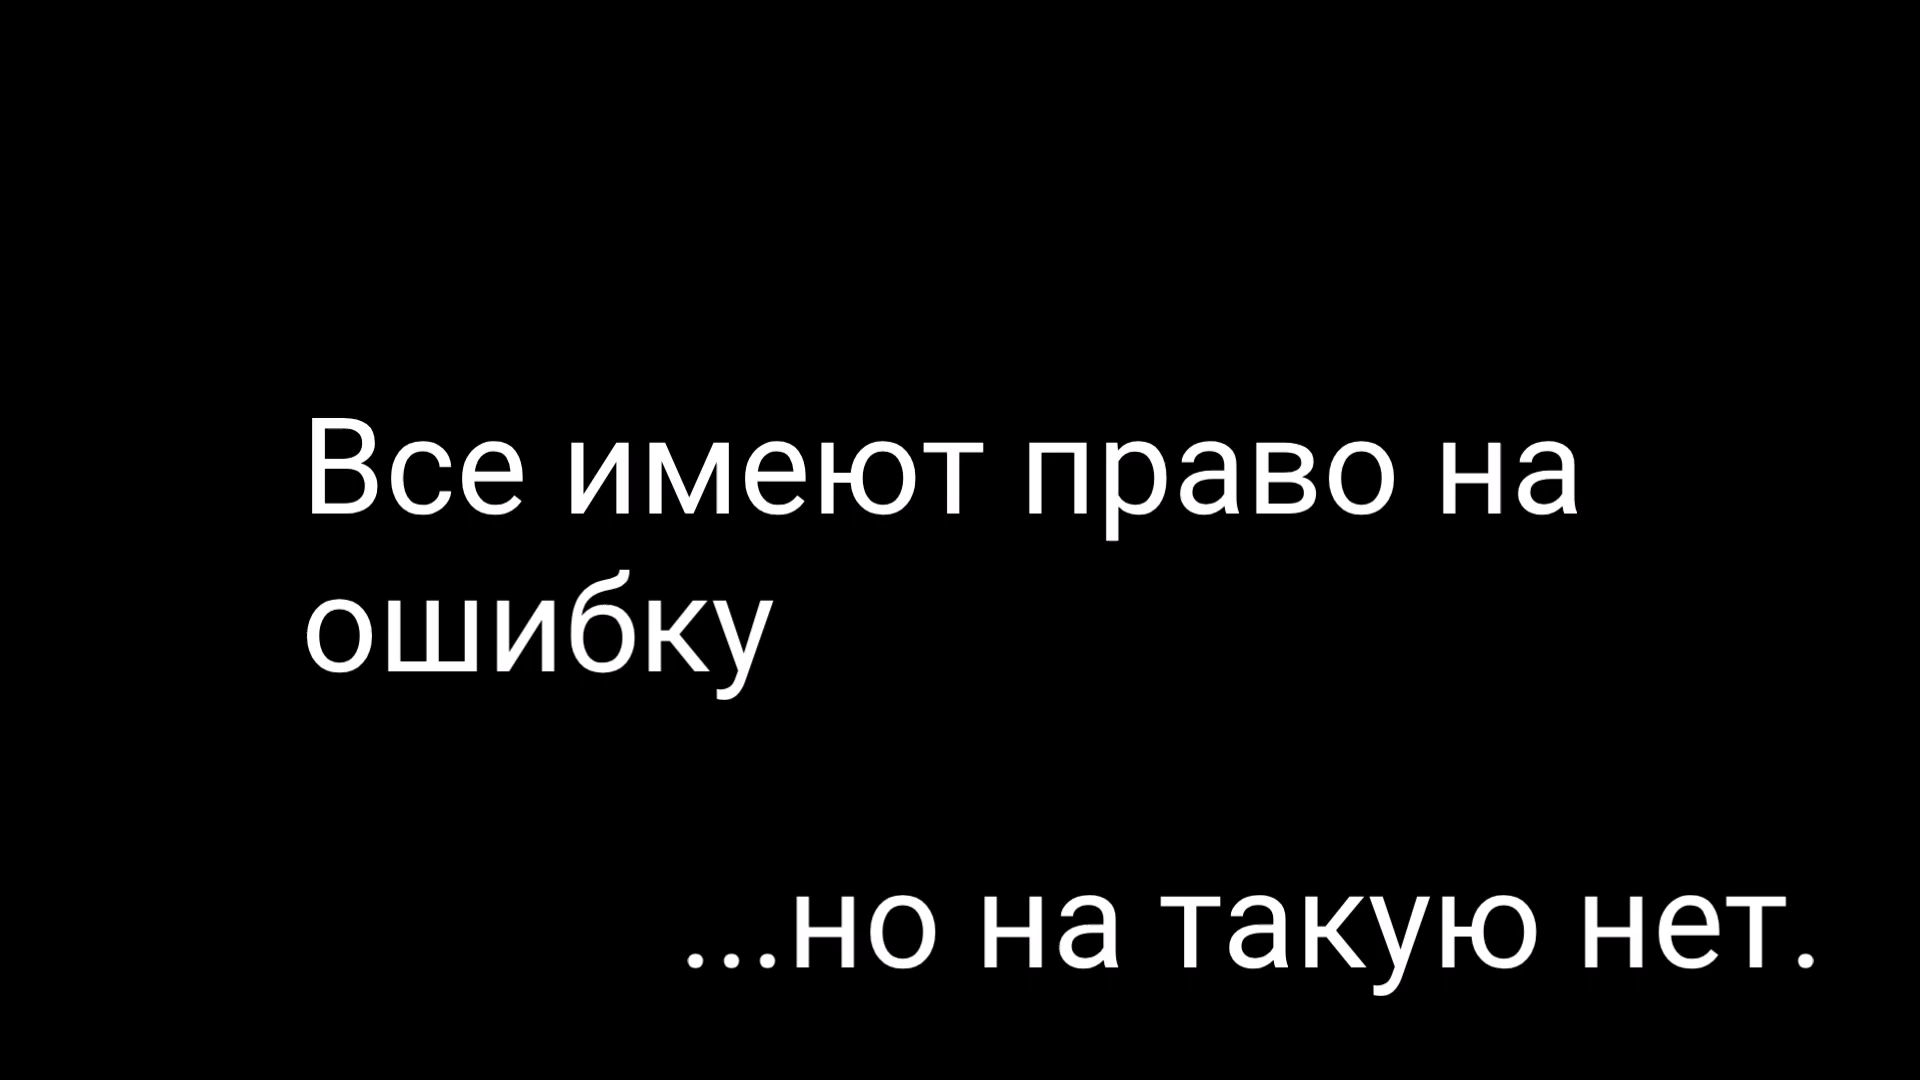 Все имеют право на
ошибку
...но на такую нет.